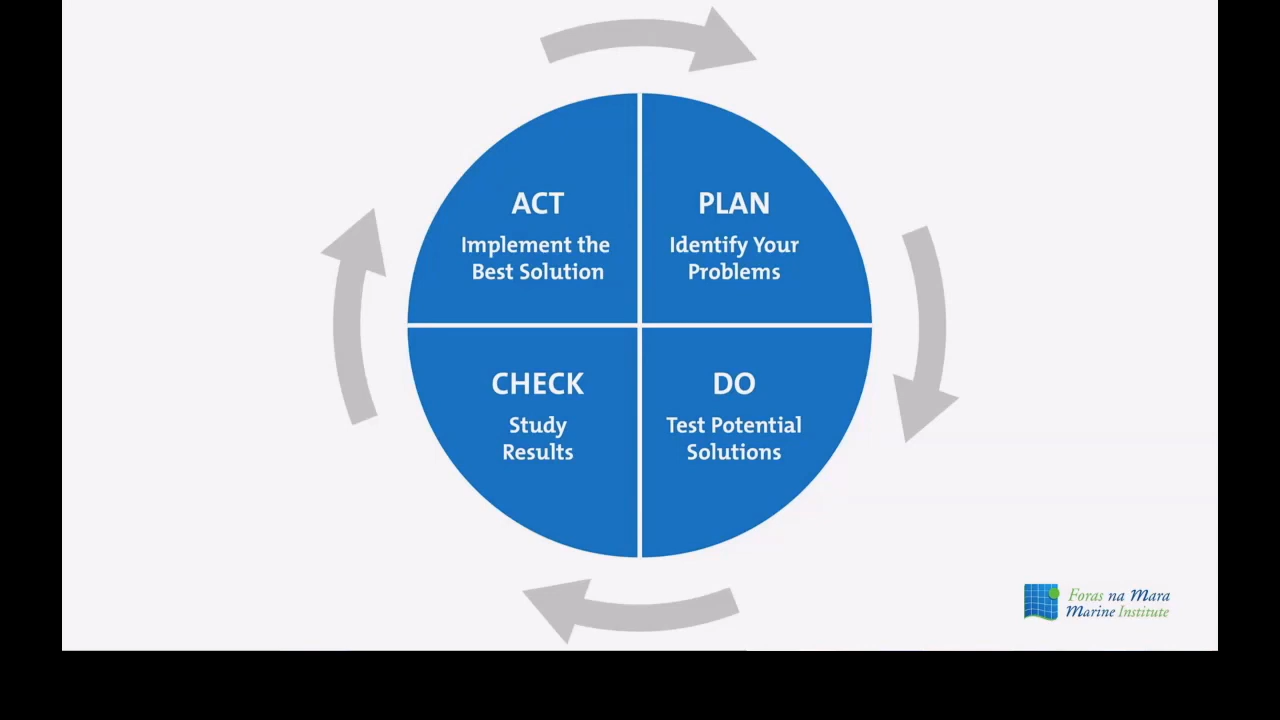 ACT
Implement the
Best Solution
PLAN
Identify Your
Problems
CHECK
Study
Results
DO
Test Potential
Solutions
Foras na Mara
Marine Institute